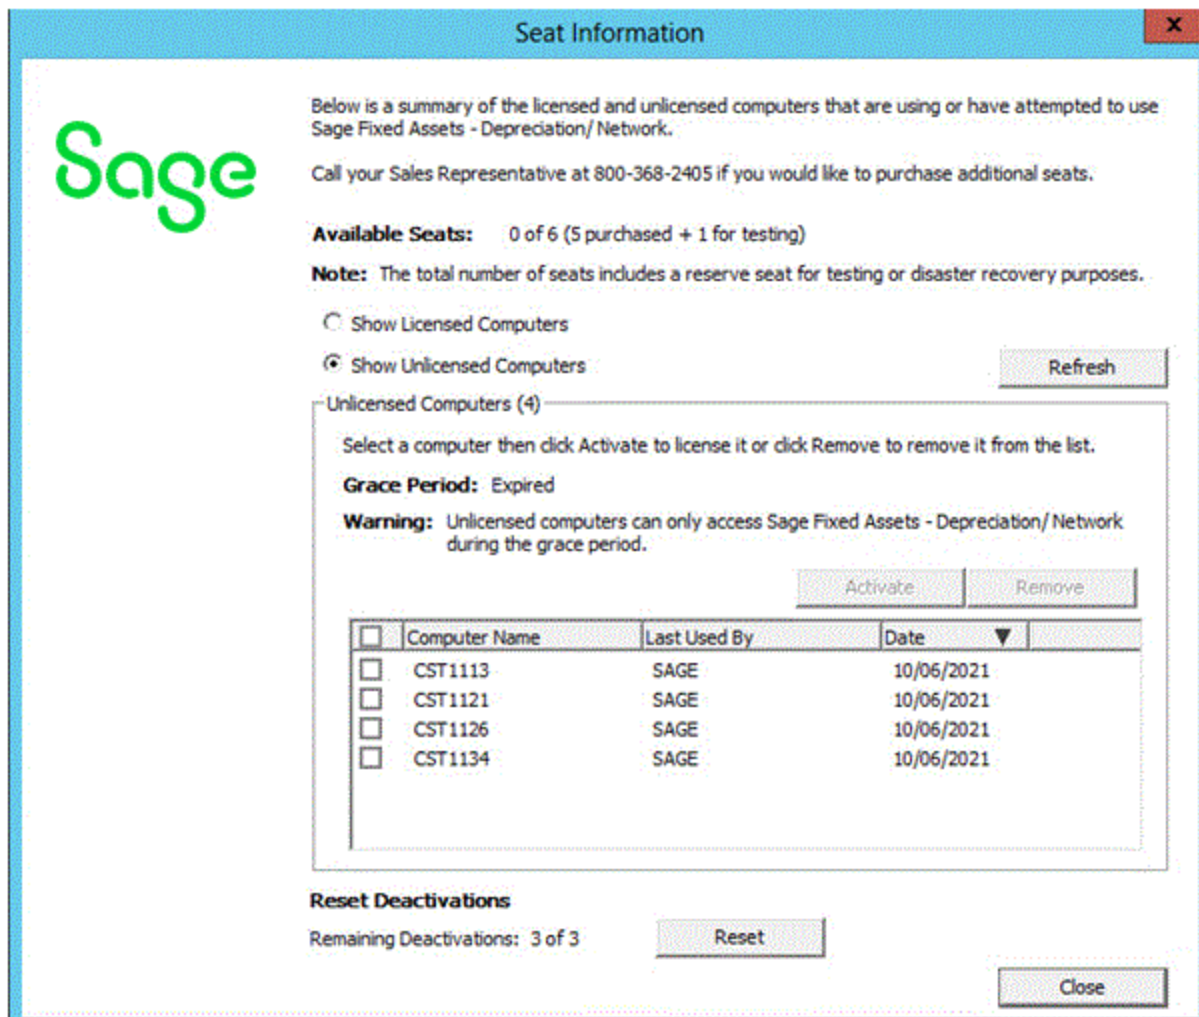 Seat Information
x
Sage
Below is a summary of the licensed and unlicensed computers that are using or have attempted to use
Sage Fixed Assets - Depreciation/ Network.
Call your Sales Representative at 800-368-2405 if you would like to purchase additional seats.
Available Seats: 0 of 6 (5 purchased + 1 for testing)
Note: The total number of seats includes a reserve seat for testing or disaster recovery purposes.
Show Licensed Computers
Show Unlicensed Computers
Refresh
Unlicensed Computers (4)
Select a computer then click Activate to license it or click Remove to remove it from the list.
Grace Period: Expired
Warning: Unlicensed computers can only access Sage Fixed Assets - Depreciation/ Network
during the grace period.
Activate Remove
Computer Name Last Used By Date
CST1113 SAGE 10/06/2021
CST1121 SAGE 10/06/2021
CST1126 SAGE 10/06/2021
CST1134 SAGE 10/06/2021
Reset Deactivations
Remaining Deactivations: 3 of 3 Reset
Close